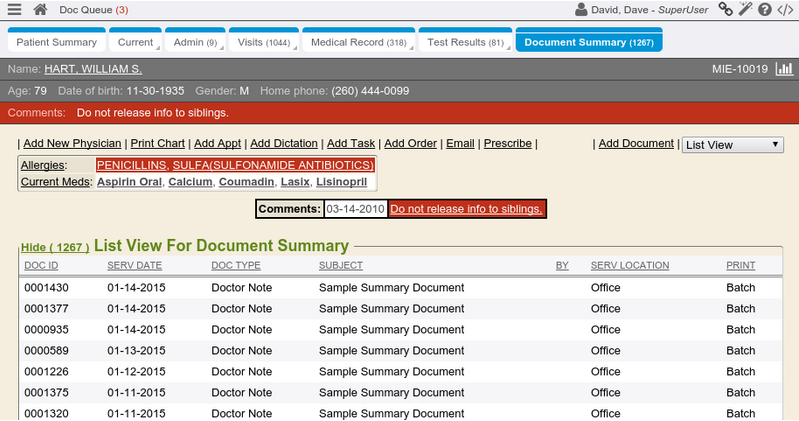 Doc Queue (3) David, Dave - SuperUser
Patient Summary Current Admin (9) Visits (1044) Medical Record (318) Test Results (81) Document Summary (1267)
Name: HART, WILLIAM S. MIE-10019
Age: 79 Date of birth: 11-30-1935 Gender: M Home phone: (260) 444-0099
Comments: Do not release info to siblings.
| Add New Physician | Print Chart | Add Appt | Add Dictation | Add Task | Add Order | Email | Prescribe | | Add Document | List View
Allergies: PENICILLINS, SULFA(SULFONAMIDE ANTIBIOTICS)
Current Meds: Aspirin Oral, Calcium, Coumadin, Lasix, Lisinopril
Comments: 03-14-2010 Do not release info to siblings.
Hide ( 1267 ) List View For Document Summary
DOC ID SERV DATE DOC TYPE SUBJECT BY SERV LOCATION PRINT
0001430 01-14-2015 Doctor Note Sample Summary Document Office Batch
0001377 01-14-2015 Doctor Note Sample Summary Document Office Batch
0000935 01-14-2015 Doctor Note Sample Summary Document Office Batch
0000589 01-13-2015 Doctor Note Sample Summary Document Office Batch
0001226 01-12-2015 Doctor Note Sample Summary Document Office Batch
0001375 01-11-2015 Doctor Note Sample Summary Document Office Batch
0001320 01-11-2015 Doctor Note Sample Summary Document Office Batch